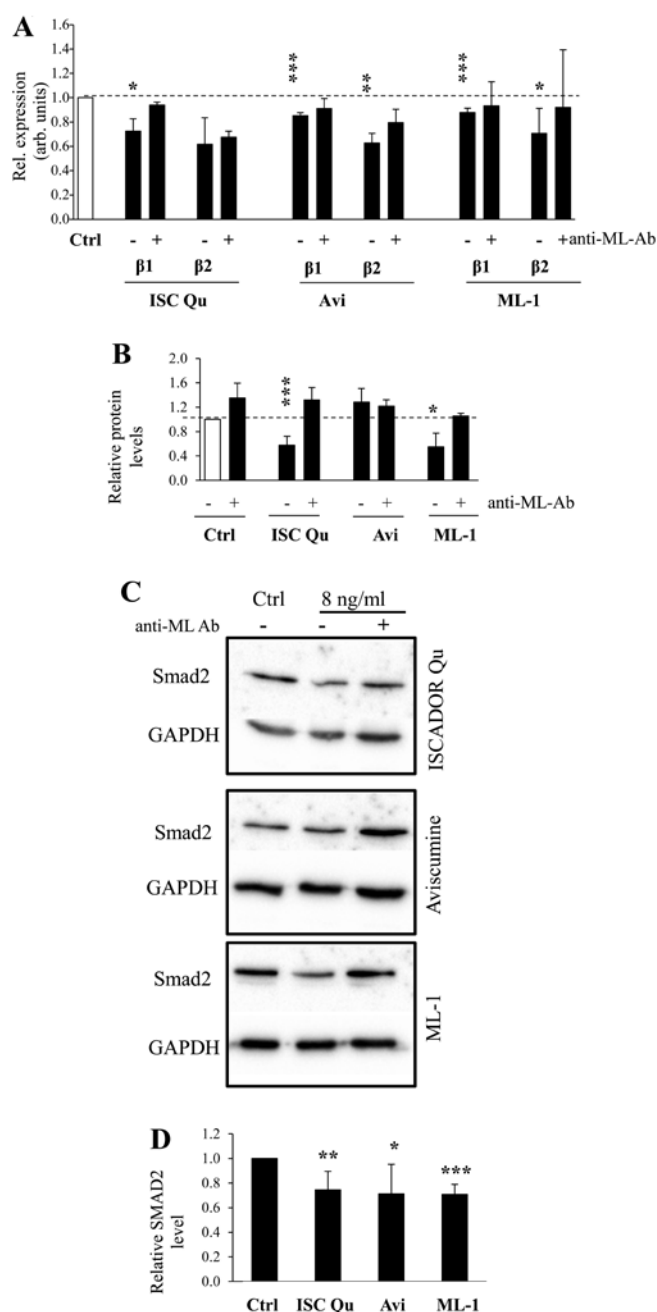 A
Rel. expression
(arb. units)
1.6
1.4
1.2
1.0
0.8
0.6
0.4
0.2
0.0
* *** ** *** *
Ctrl - + - + - + - + - + - + anti-ML-Ab
β1 β2 β1 β2 β1 β2
ISC Qu Avi ML-1
B
Relative protein
levels
2.0
1.6
1.2
0.8
0.4
0.0
*** *
- + - + - + - + anti-ML-Ab
Ctrl ISC Qu Avi ML-1
C
Ctrl 8 ng/ml
anti-ML Ab - - +
Smad2
GAPDH
ISCADOR Qu
Smad2
GAPDH
Aviscumine
Smad2
GAPDH
ML-1
D
Relative SMAD2
level
1.2
1.0
0.8
0.6
0.4
0.2
0.0
** * ***
Ctrl ISC Qu Avi ML-1